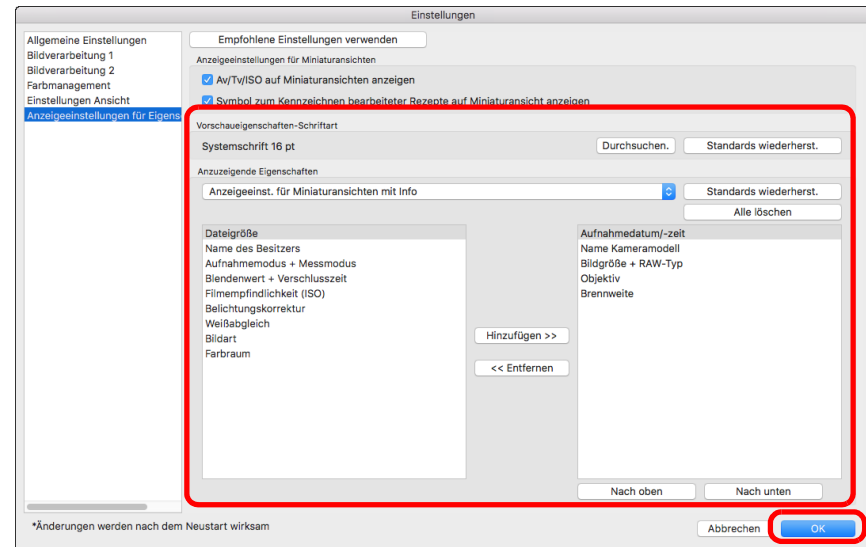 Einstellungen
Allgemeine Einstellungen
Bildverarbeitung 1
Bildverarbeitung 2
Farbmanagement
Einstellungen Ansicht
Anzeigeeinstellungen für Eigens
Empfohlene Einstellungen verwenden
Anzeigeeinstellungen für Miniaturansichten
Av/Tv/ISO auf Miniaturansichten anzeigen
Symbol zum Kennzeichnen bearbeiteter Rezepte auf Miniaturansicht anzeigen
Vorschaueigenschaften-Schriftart
Systemschrift 16 pt
Durchsuchen.
Standards wiederherst.
Anzuzeigende Eigenschaften
Anzeigeeinst. für Miniaturansichten mit Info
Standards wiederherst.
Alle löschen
Dateigröße
Name des Besitzers
Aufnahmemodus + Messmodus
Blendenwert + Verschlusszeit
Filmempfindlichkeit (ISO)
Belichtungskorrektur
Weißabgleich
Bildart
Farbraum
Hinzufügen >>
<< Entfernen
Aufnahmedatum/-zeit
Name Kameramodell
Bildgröße + RAW-Typ
Objektiv
Brennweite
Nach oben
Nach unten
*Änderungen werden nach dem Neustart wirksam
Abbrechen
OK